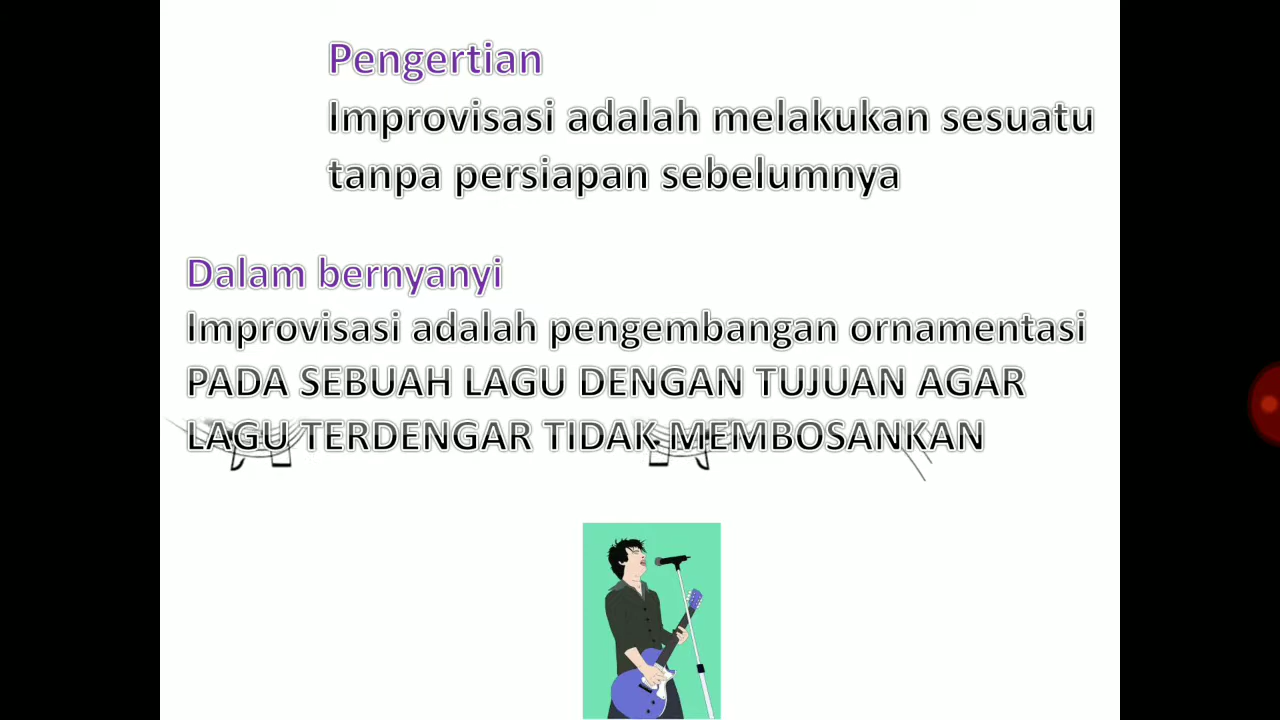 Pengertian
Improvisasi adalah melakukan sesuatu
tanpa persiapan sebelumnya
Dalam bernyanyi
Improvisasi adalah pengembangan ornamentasi
PADA SEBUAH LAGU DENGAN TUJUAN AGAR
LAGU TERDENGAR TIDAK MEMBOSANKAN